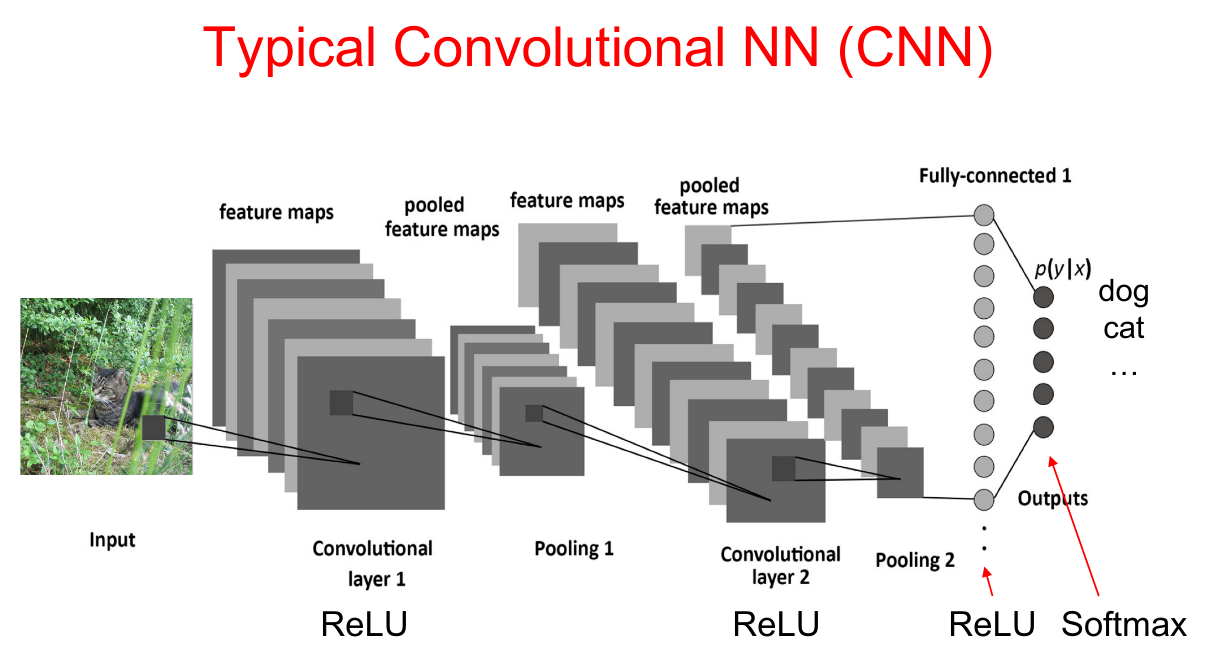 Typical Convolutional NN (CNN)
feature maps
pooled
feature maps
feature maps
pooled
feature maps
Fully-connected 1
p(y|x)
dog
cat
…
Outputs
Input
Convolutional
layer 1
Pooling 1
Convolutional
layer 2
Pooling 2
ReLU
ReLU
ReLU
Softmax